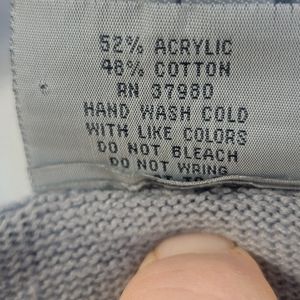 52% ACRYLIC
48% COTTON
RN 37980
HAND WASH COLD
WITH LIKE COLORS
DO NOT BLEACH
DO NOT WRING